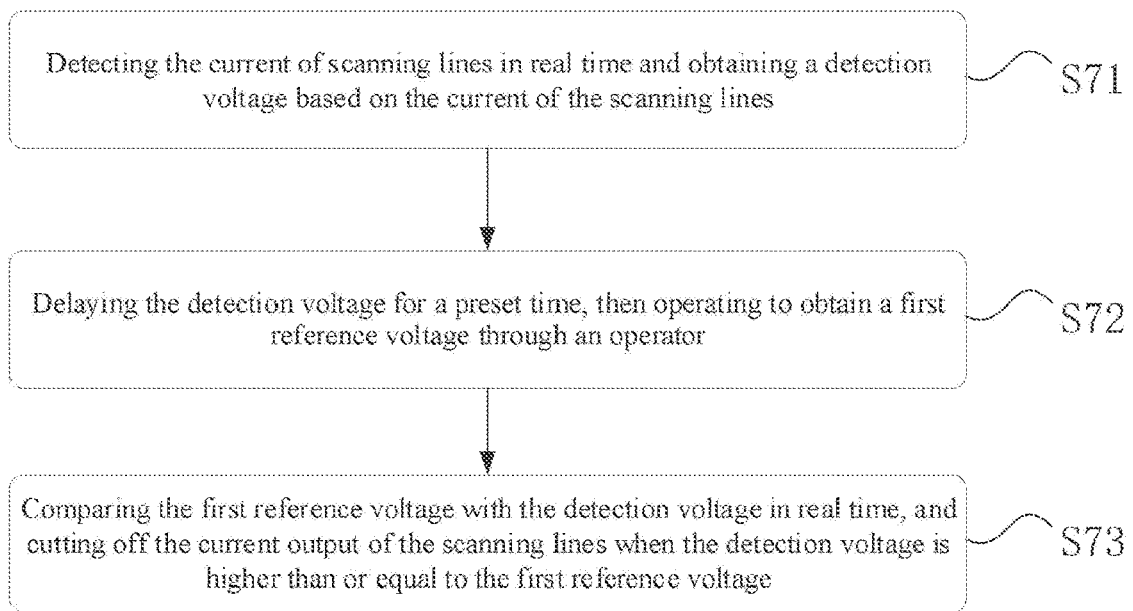 Detecting the current of scanning lines in real time and obtaining a detection
voltage based on the current of the scanning lines
S71
Delaying the detection voltage for a preset time, then operating to obtain a first
reference voltage through an operator
S72
Comparing the first reference voltage with the detection voltage in real time, and
cutting off the current output of the scanning lines when the detection voltage is
higher than or equal to the first reference voltage
S73